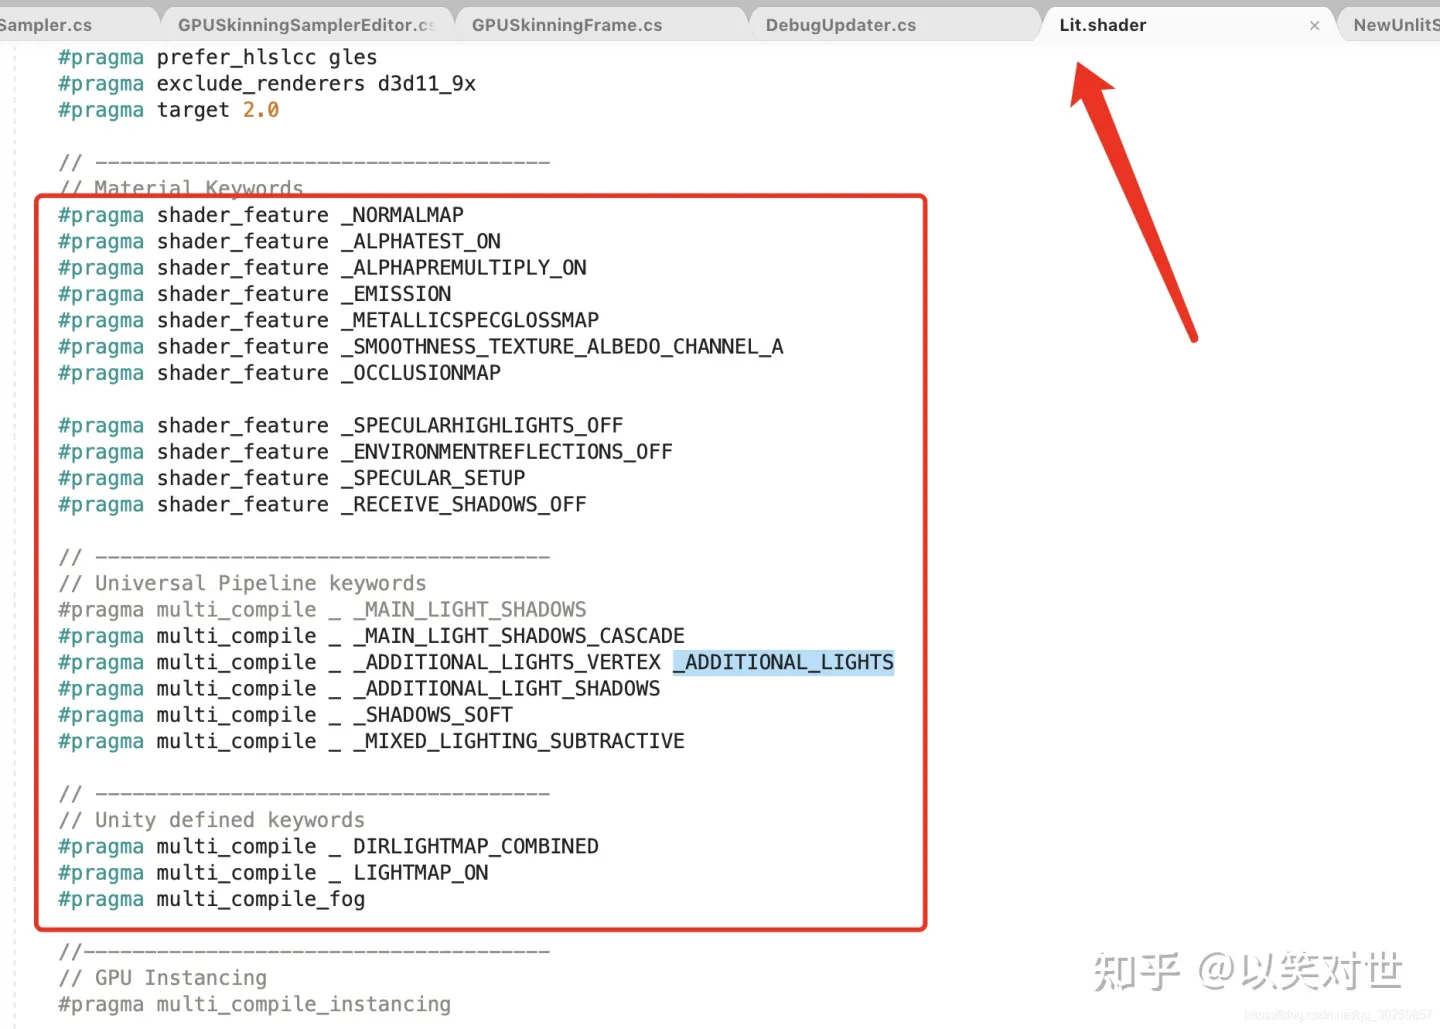 Sampler.cs
GPUSkinningSamplerEditor.cs
GPUSkinningFrame.cs
DebugUpdater.cs
Lit.shader
×
NewUnlitS
#pragma prefer_hlslcc gles
#pragma exclude_renderers d3d11_9x
#pragma target 2.0
// -------------------------------------
// Material Keywords
#pragma shader_feature _NORMALMAP
#pragma shader_feature _ALPHATEST_ON
#pragma shader_feature _ALPHAPREMULTIPLY_ON
#pragma shader_feature _EMISSION
#pragma shader_feature _METALLICSPECGLOSSMAP
#pragma shader_feature _SMOOTHNESS_TEXTURE_ALBEDO_CHANNEL_A
#pragma shader_feature _OCCLUSIONMAP
#pragma shader_feature _SPECULARHIGHLIGHTS_OFF
#pragma shader_feature _ENVIRONMENTREFLECTIONS_OFF
#pragma shader_feature _SPECULAR_SETUP
#pragma shader_feature _RECEIVE_SHADOWS_OFF
// -------------------------------------
// Universal Pipeline keywords
#pragma multi_compile _ _MAIN_LIGHT_SHADOWS
#pragma multi_compile _ _MAIN_LIGHT_SHADOWS_CASCADE
#pragma multi_compile _ _ADDITIONAL_LIGHTS_VERTEX _ADDITIONAL_LIGHTS
#pragma multi_compile _ _ADDITIONAL_LIGHT_SHADOWS
#pragma multi_compile _ _SHADOWS_SOFT
#pragma multi_compile _ _MIXED_LIGHTING_SUBTRACTIVE
// -------------------------------------
// Unity defined keywords
#pragma multi_compile _ DIRLIGHTMAP_COMBINED
#pragma multi_compile _ LIGHTMAP_ON
#pragma multi_compile_fog
//--------------------------------------
// GPU Instancing
#pragma multi_compile_instancing
知乎 @以笑对世
https://blog.csdn.net/qq_30259857